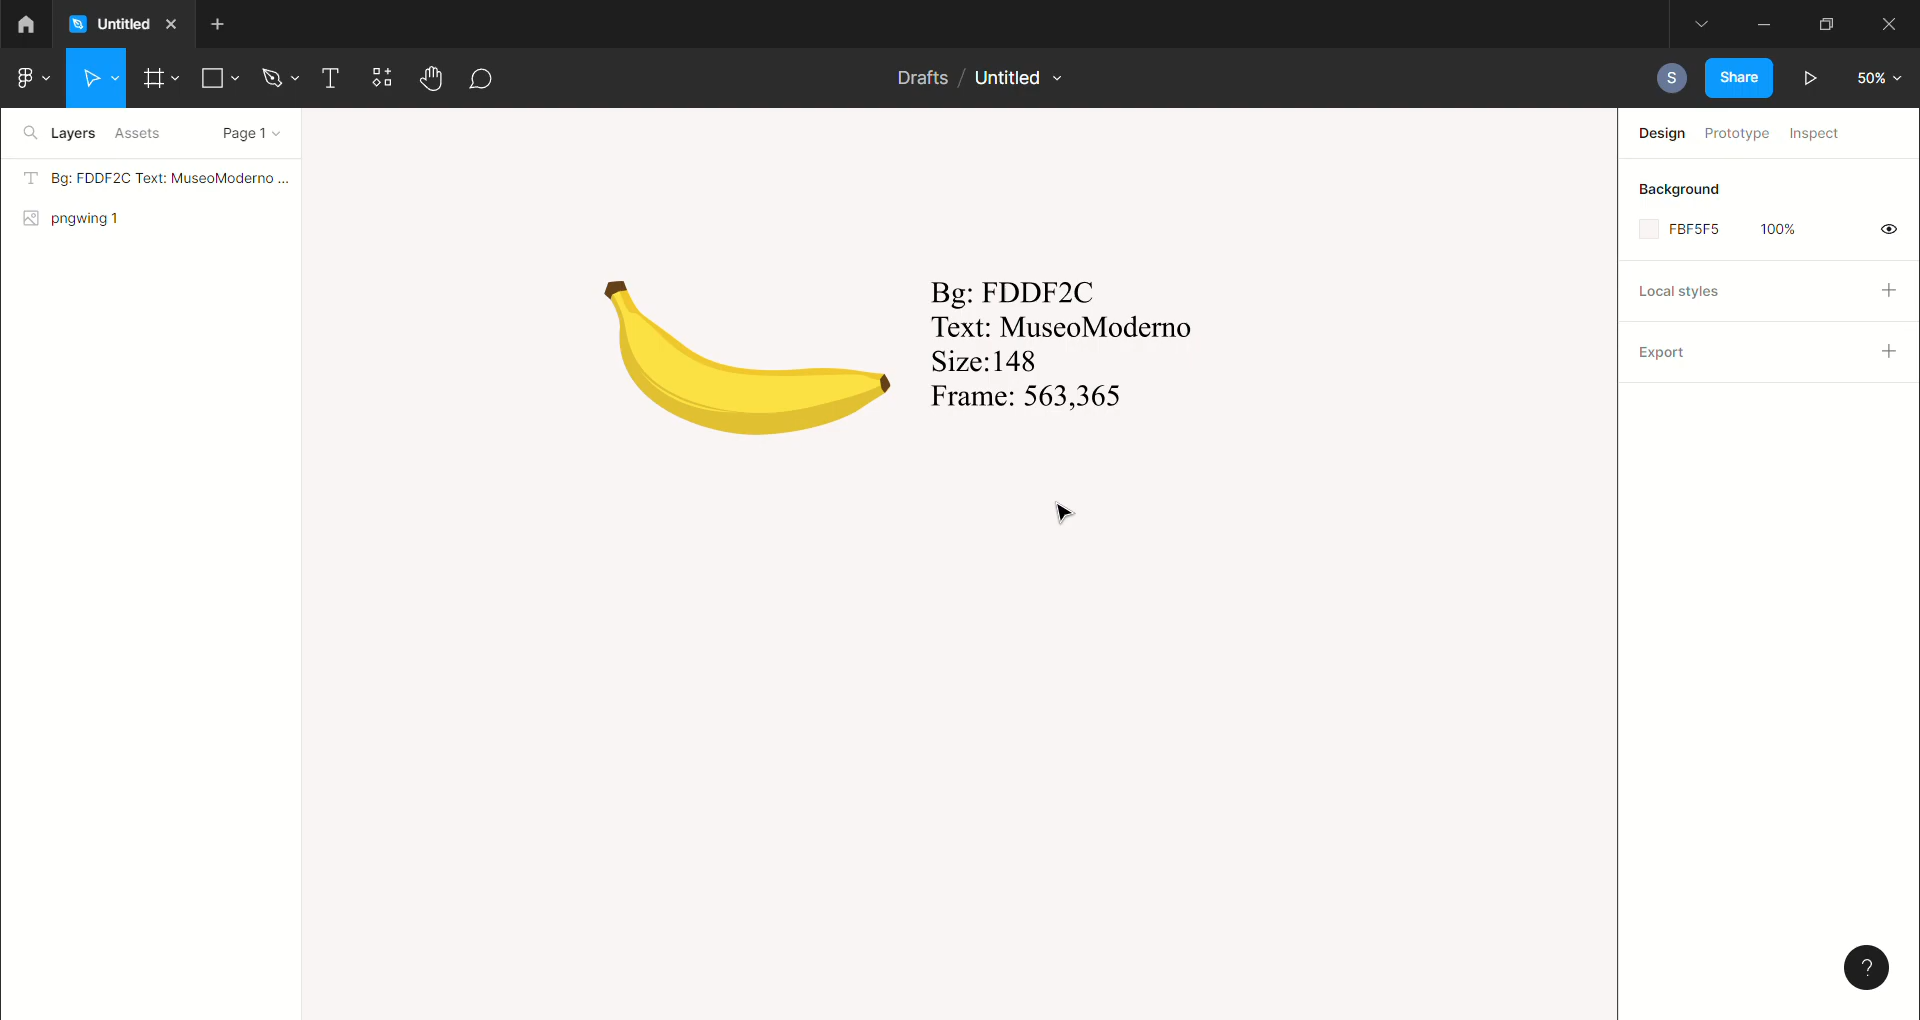 Untitled
Drafts / Untitled
S
Share
50%
Layers Assets Page 1
Bg: FDDF2C Text: MuseoModerno ...
pngwing 1
Bg: FDDF2C
Text: MuseoModerno
Size:148
Frame: 563,365
Design Prototype Inspect
Background
FBF5F5 100%
Local styles
Export
?